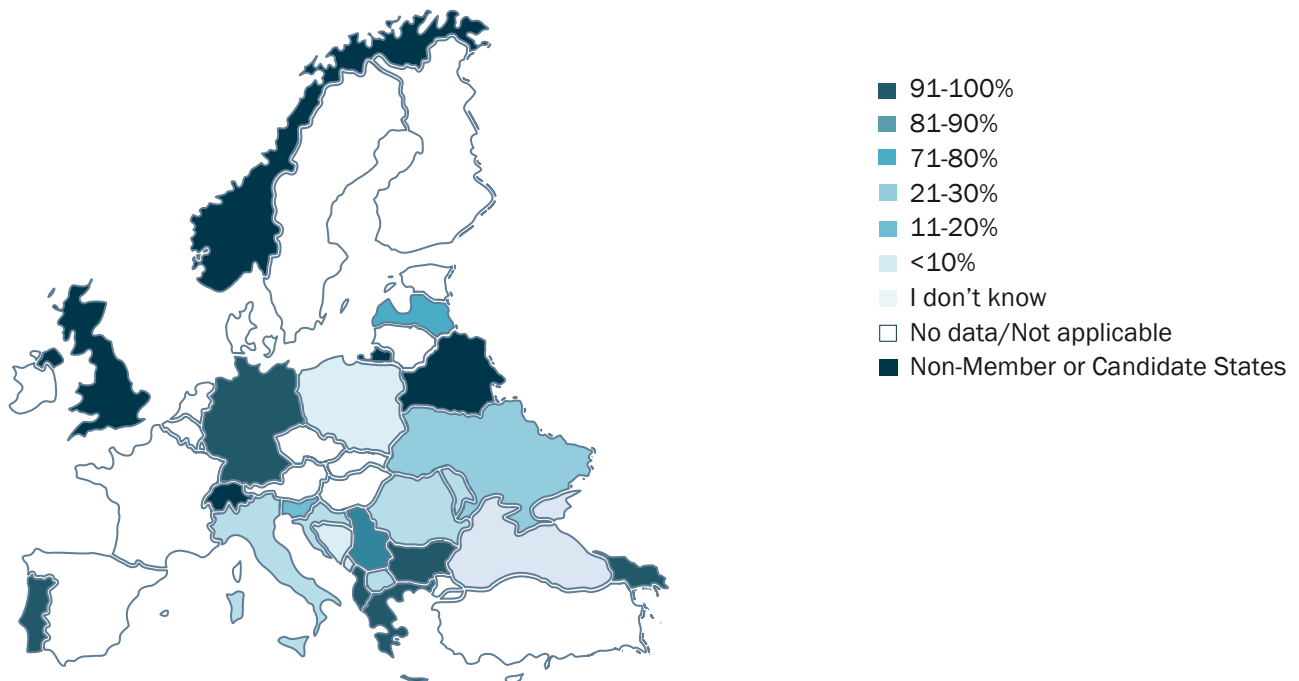 91-100%
81-90%
71-80%
21-30%
11-20%
<10%
I don’t know
No data/Not applicable
Non-Member or Candidate States